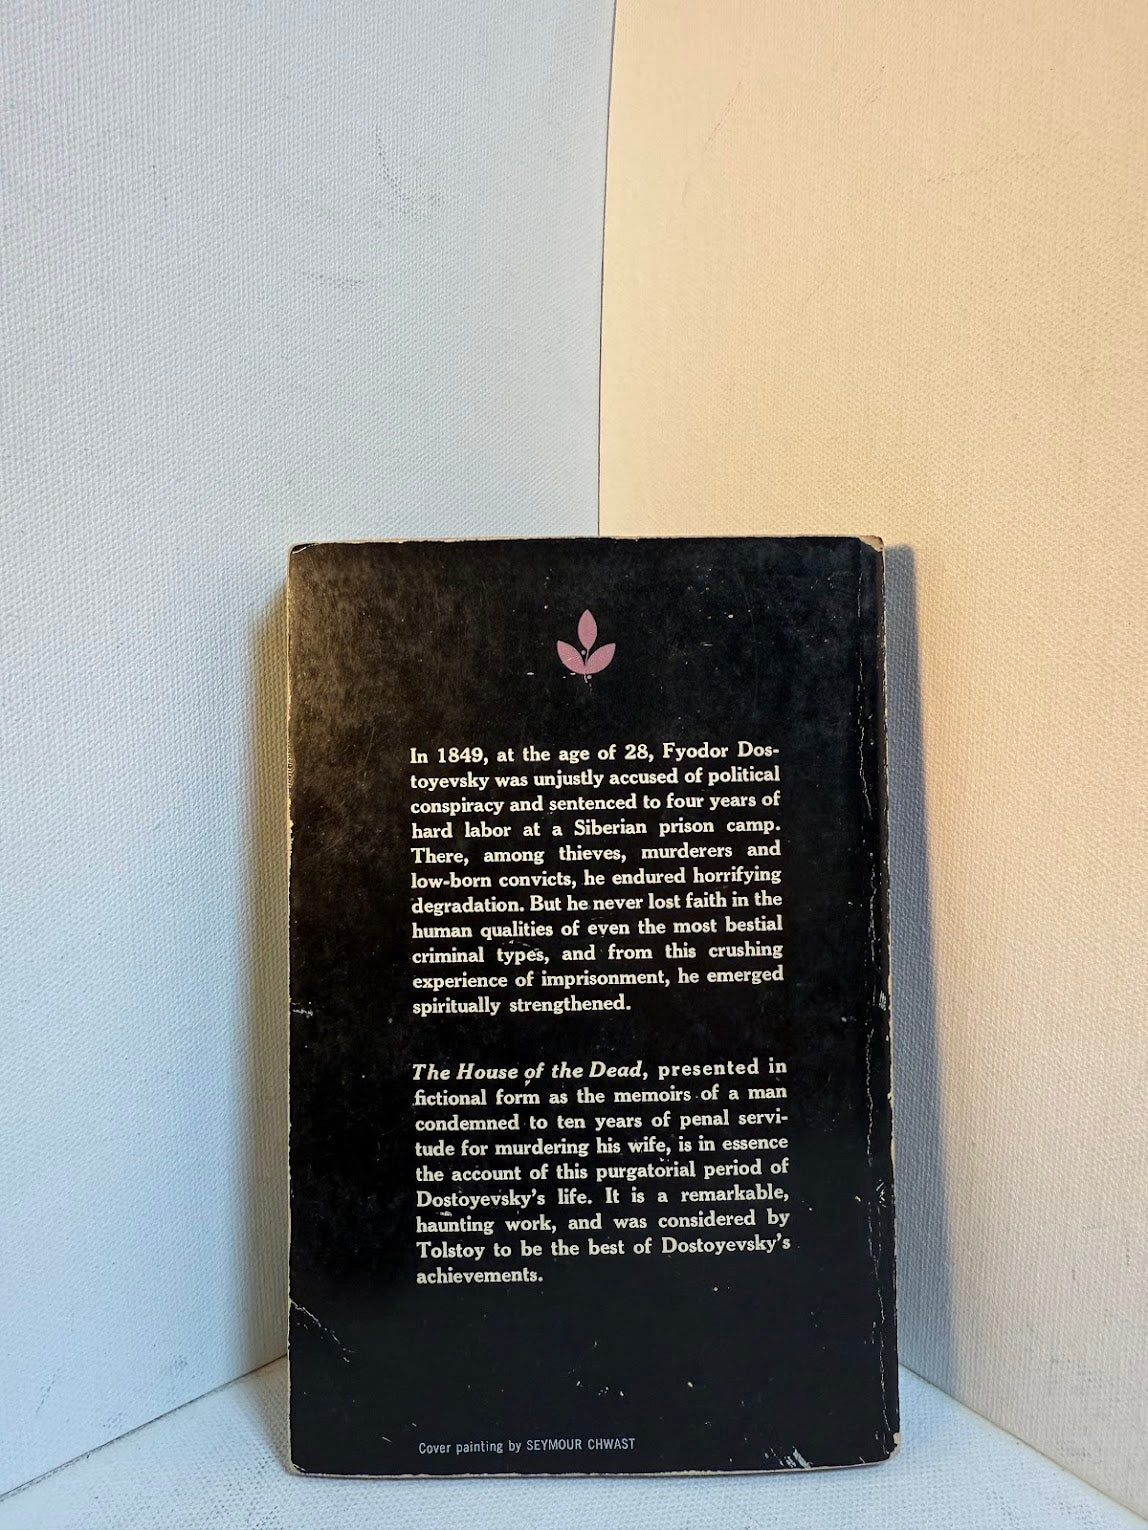 In 1849, at the age of 28, Fyodor Dos-
toyevsky was unjustly accused of political
conspiracy and sentenced to four years of
hard labor at a Siberian prison camp.
There, among thieves, murderers and
low-born convicts, he endured horrifying
degradation. But he never lost faith in the
human qualities of even the most bestial
criminal types, and from this crushing
experience of imprisonment, he emerged
spiritually strengthened.
The House of the Dead, presented in
fictional form as the memoirs of a man
condemned to ten years of penal servi-
tude for murdering his wife, is in essence
the account of this purgatorial period of
Dostoyevsky's life. It is a remarkable,
haunting work, and was considered by
Tolstoy to be the best of Dostoyevsky's
achievements.
Cover painting by SEYMOUR CHWAST